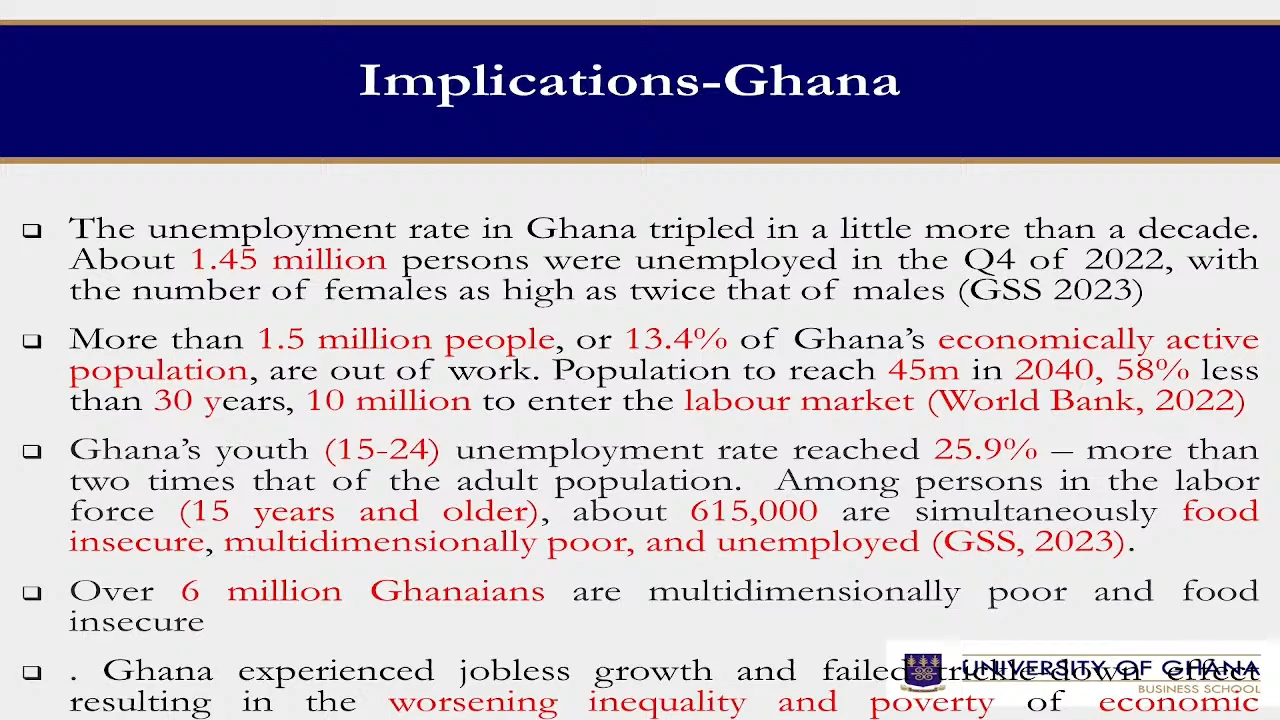 Implications-Ghana
❑ The unemployment rate in Ghana tripled in a little more than a decade.
About 1.45 million persons were unemployed in the Q4 of 2022, with
the number of females as high as twice that of males (GSS 2023)
❑ More than 1.5 million people, or 13.4% of Ghana's economically active
population, are out of work. Population to reach 45m in 2040, 58% less
than 30 years, 10 million to enter the labour market (World Bank, 2022)
❑ Ghana's youth (15-24) unemployment rate reached 25.9% – more than
two times that of the adult population. Among persons in the labor
force (15 years and older), about 615,000 are simultaneously food
insecure, multidimensionally poor, and unemployed (GSS, 2023).
❑ Over 6 million Ghanaians are multidimensionally poor and food
insecure
❑ . Ghana experienced jobless growth and failed trickle-down effect
resulting in the worsening inequality and poverty of economic
UNIVERSITY OF GHANA
BUSINESS SCHOOL